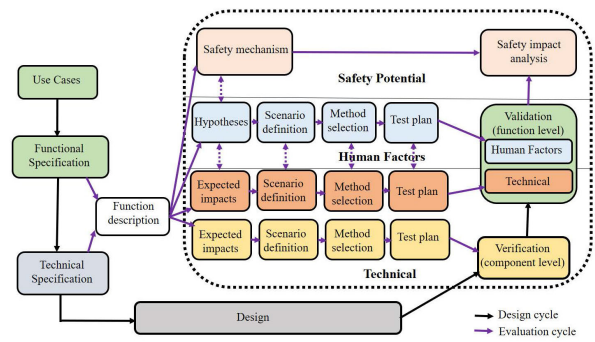 Use Cases
Functional
Specification
Technical
Specification
Function
description
Safety mechanism
Safety impact
analysis
Safety Potential
Hypotheses
Scenario
definition
Method
selection
Test plan
Validation
(function level)
Human Factors
Technical
Human Factors
Expected
impacts
Scenario
definition
Method
selection
Test plan
Expected
impacts
Scenario
definition
Method
selection
Test plan
Verification
(component level)
Technical
Design
Design cycle
Evaluation cycle